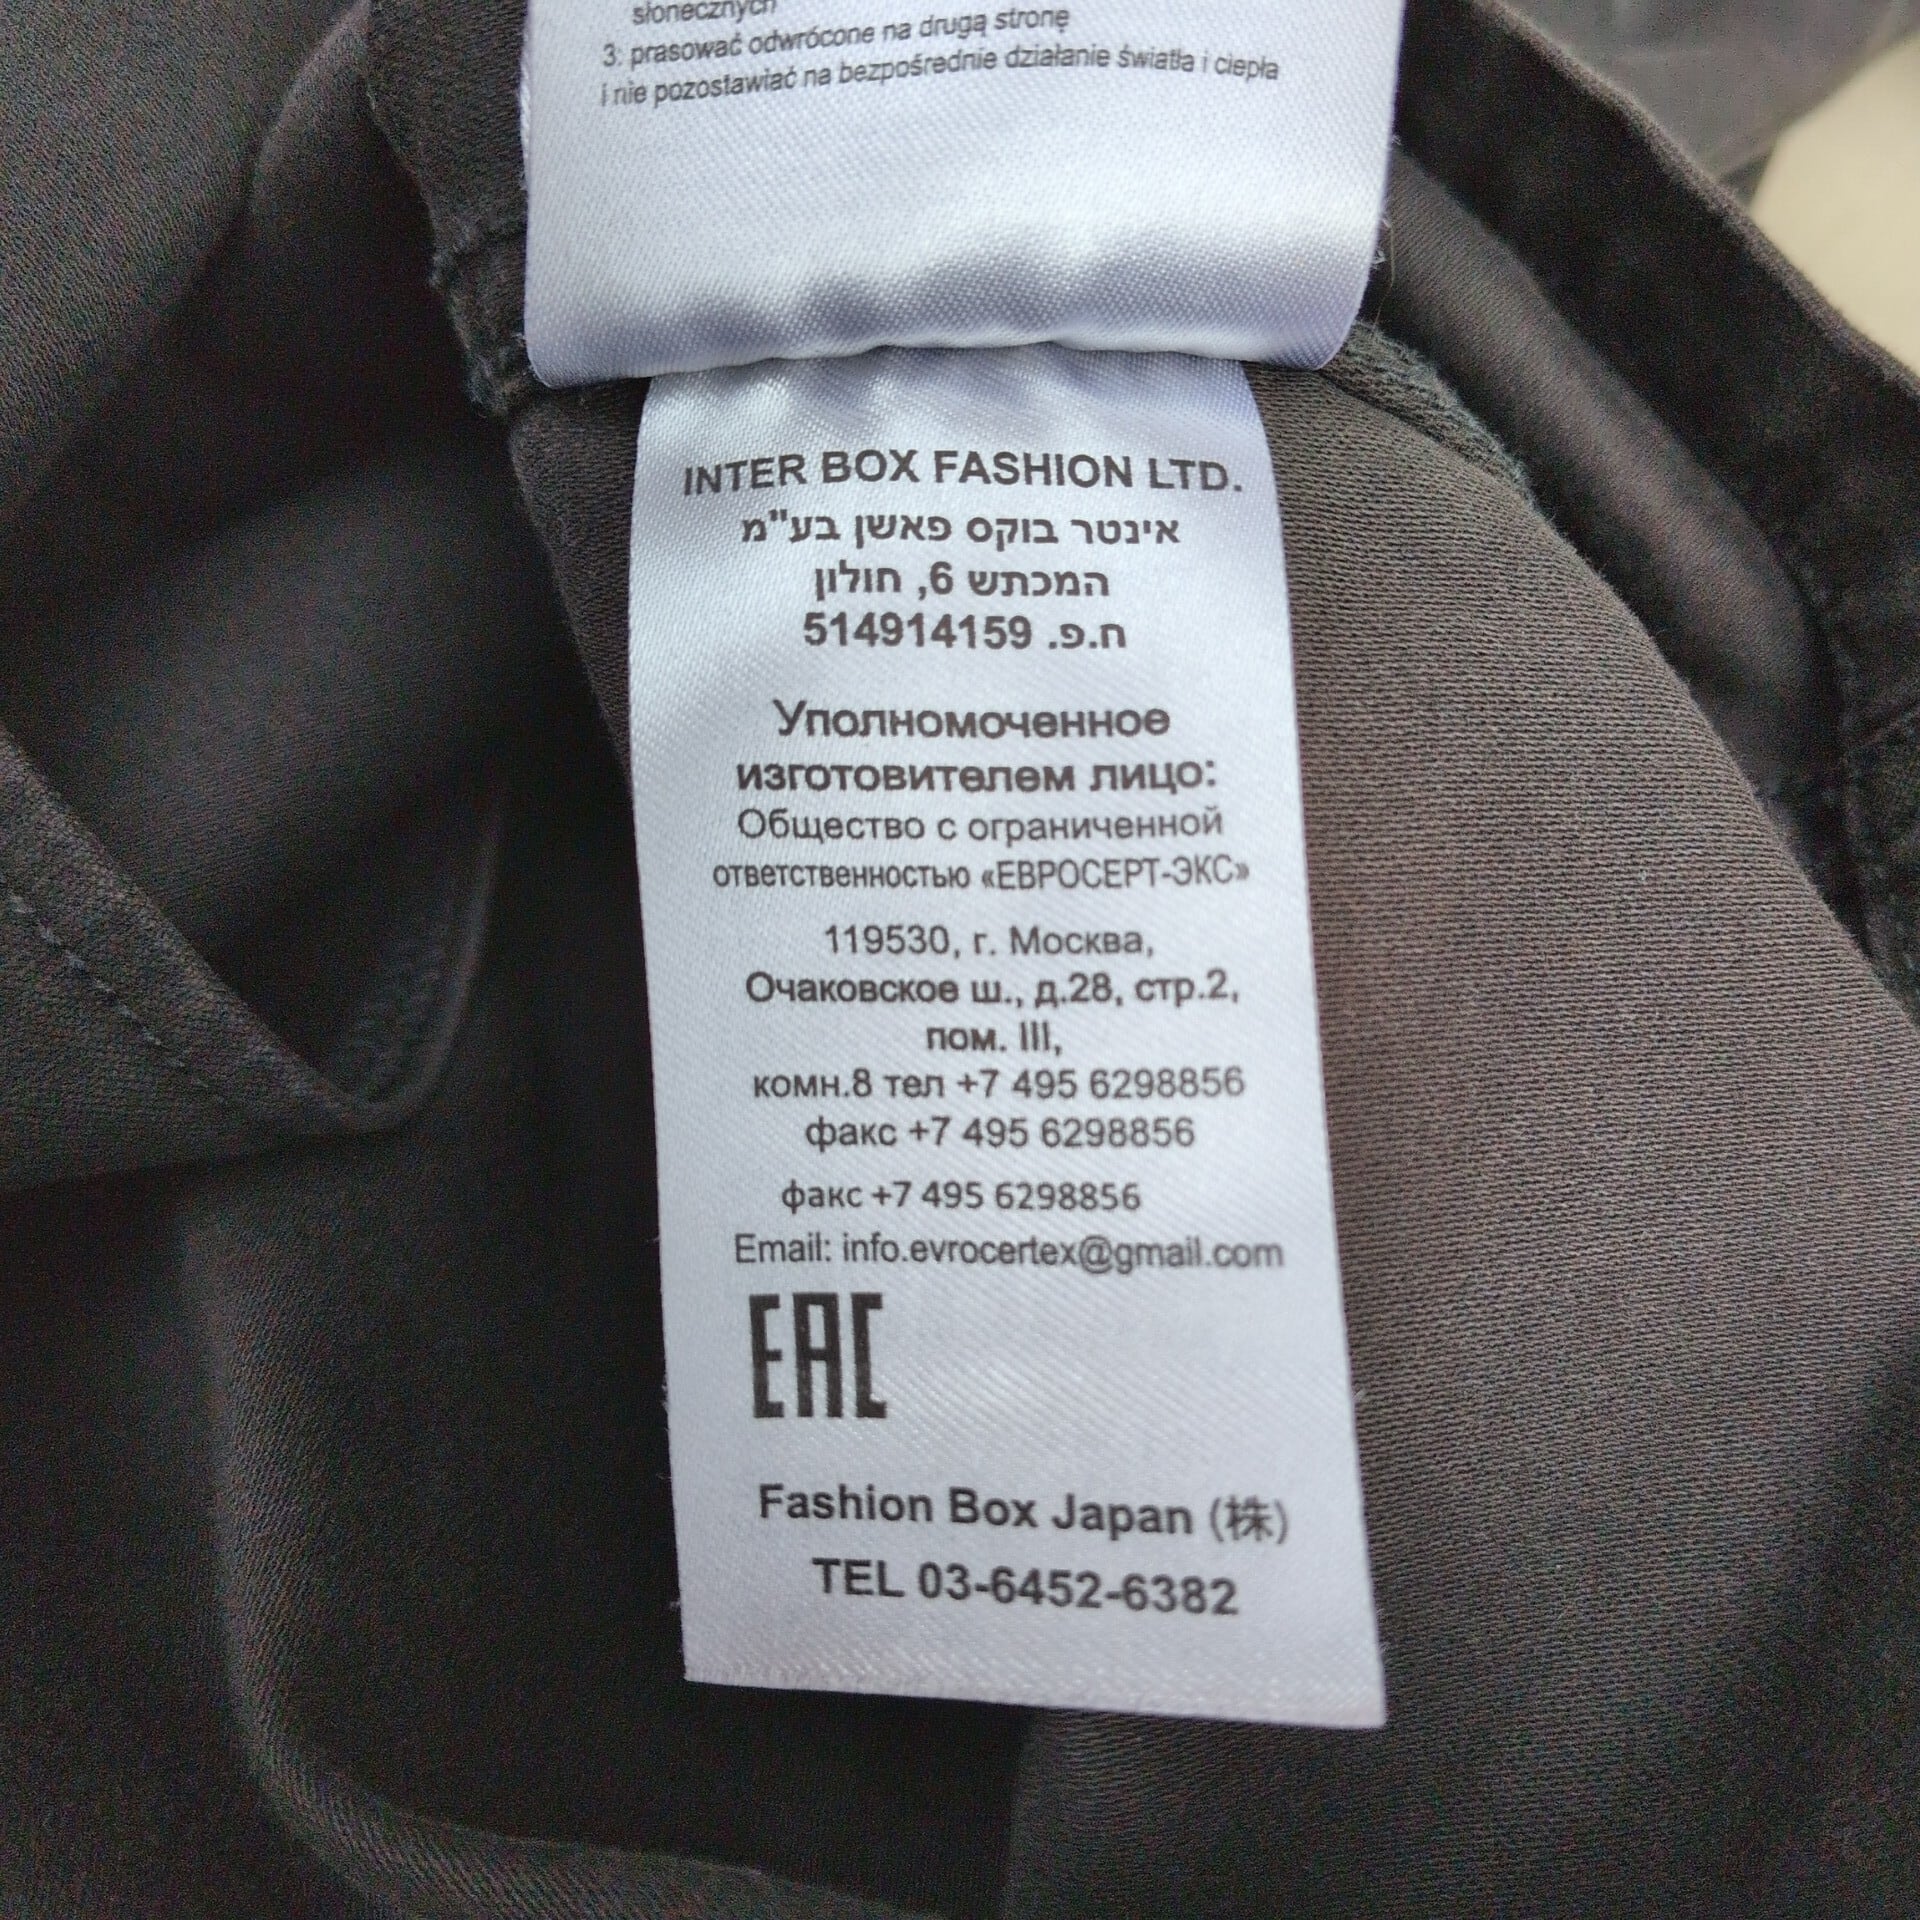 słonecznych
3: prasować odwrócone na drugą stronę
i nie pozostawiać na bezpośrednie działanie światła i ciepła
INTER BOX FASHION LTD.
אינטר בוקס פאשן בע"מ
המכתש 6, חולון
ח.פ. 514914159
Уполномоченное
изготовителем лицо:
Общество с ограниченной
ответственностью «ЕВРОСЕРТ-ЭКС»
119530, г. Москва,
Очаковское ш., д.28, стр.2,
пом. III,
комн.8 тел +7 495 6298856
факс +7 495 6298856
факс +7 495 6298856
Email: info.evrocertex@gmail.com
EAC
Fashion Box Japan (株)
TEL 03-6452-6382